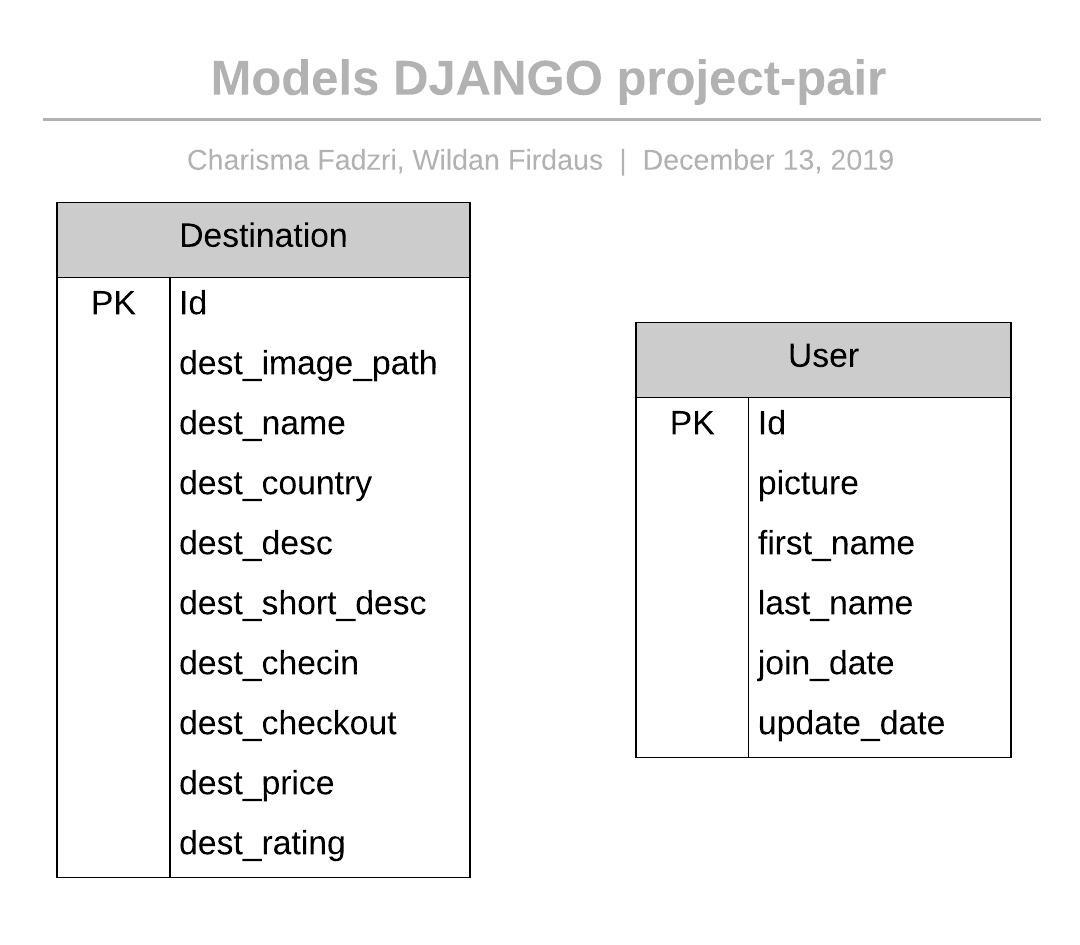 Models DJANGO project-pair
Charisma Fadzri, Wildan Firdaus | December 13, 2019
Destination
PK Id
dest_image_path
dest_name
dest_country
dest_desc
dest_short_desc
dest_checin
dest_checkout
dest_price
dest_rating
User
PK Id
picture
first_name
last_name
join_date
update_date